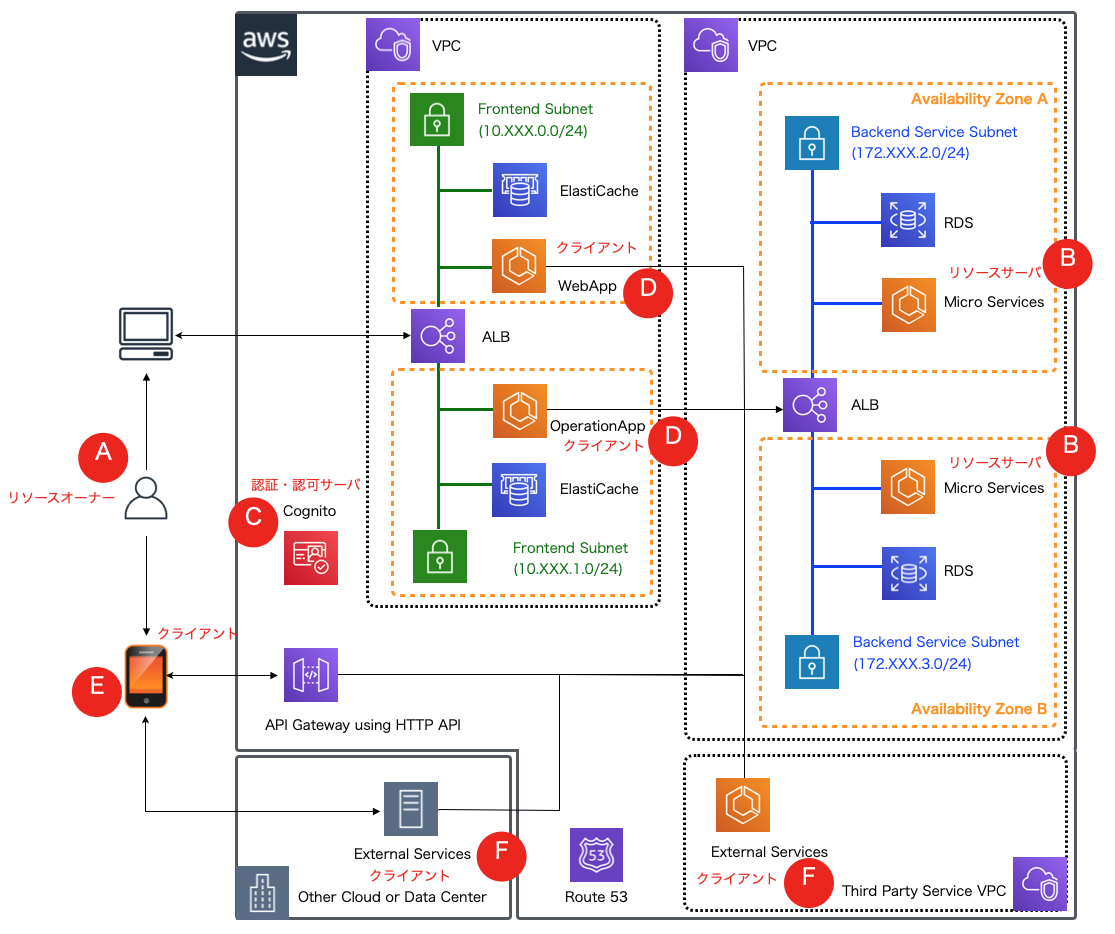 aws
VPC
VPC
Availability Zone A
Frontend Subnet
(10.XXX.0.0/24)
Backend Service Subnet
(172.XXX.2.0/24)
ElastiCache
RDS
クライアント
WebApp
D
リソースサーバ
B
Micro Services
ALB
ALB
OperationApp
クライアント
D
リソースサーバ
B
Micro Services
A
リソースオーナー
認証・認可サーバ
C
Cognito
ElastiCache
Frontend Subnet
(10.XXX.1.0/24)
RDS
クライアント
E
Backend Service Subnet
(172.XXX.3.0/24)
Availability Zone B
</>
API Gateway using HTTP API
External Services
F
クライアント
Other Cloud or Data Center
53
Route 53
External Services
クライアント
F
Third Party Service VPC